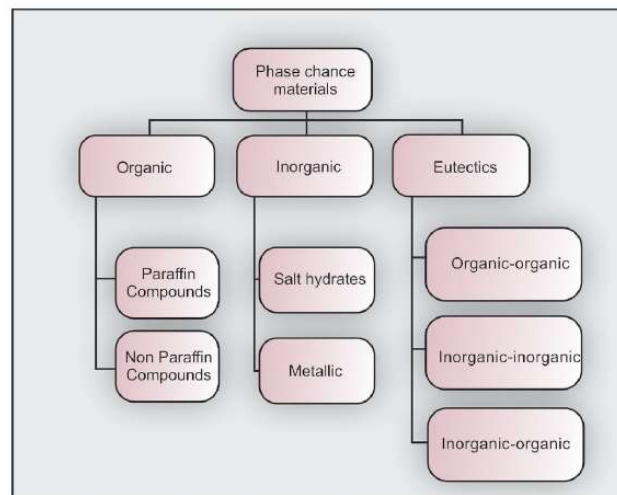 Phase chance
materials
Organic
Inorganic
Eutectics
Paraffin
Compounds
Non Paraffin
Compounds
Salt hydrates
Metallic
Organic-organic
Inorganic-inorganic
Inorganic-organic